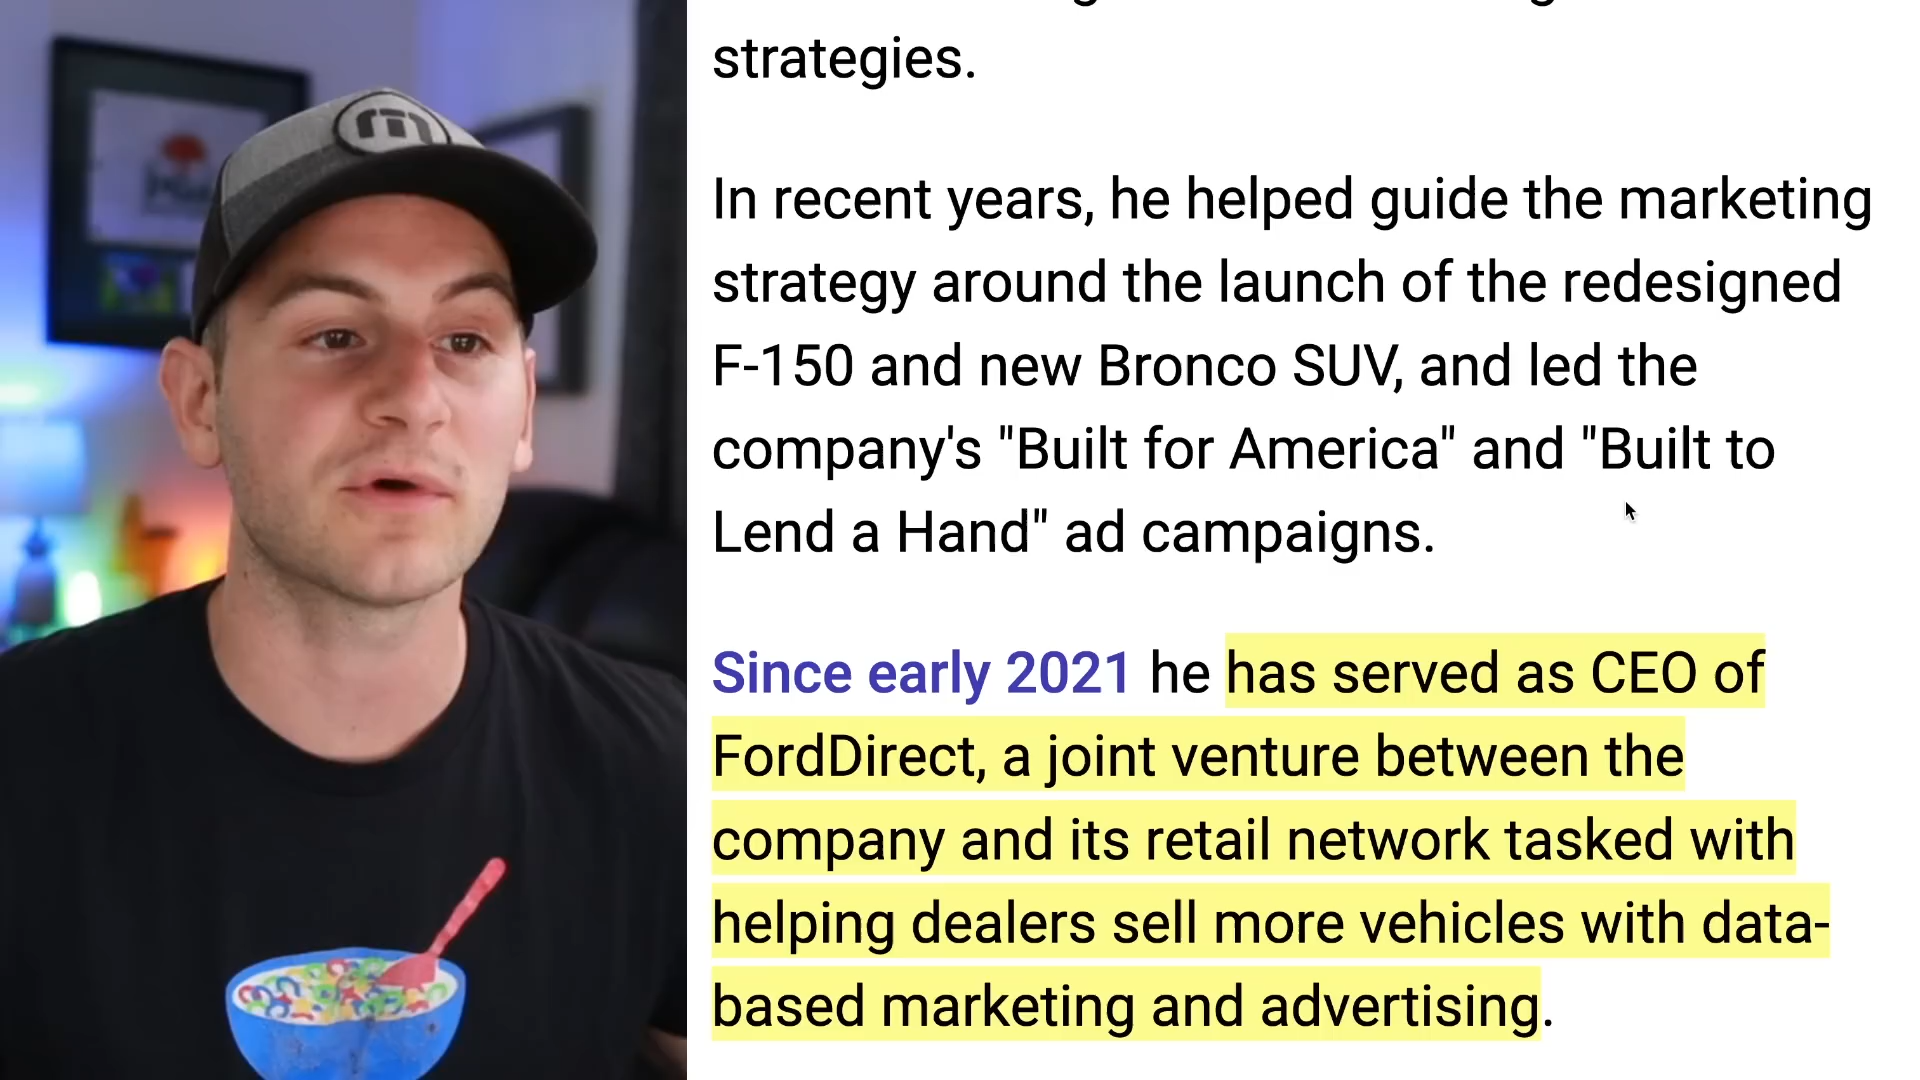 strategies.
In recent years, he helped guide the marketing
strategy around the launch of the redesigned
F-150 and new Bronco SUV, and led the
company's "Built for America" and "Built to
Lend a Hand" ad campaigns.
Since early 2021 he has served as CEO of
FordDirect, a joint venture between the
company and its retail network tasked with
helping dealers sell more vehicles with data-
based marketing and advertising.